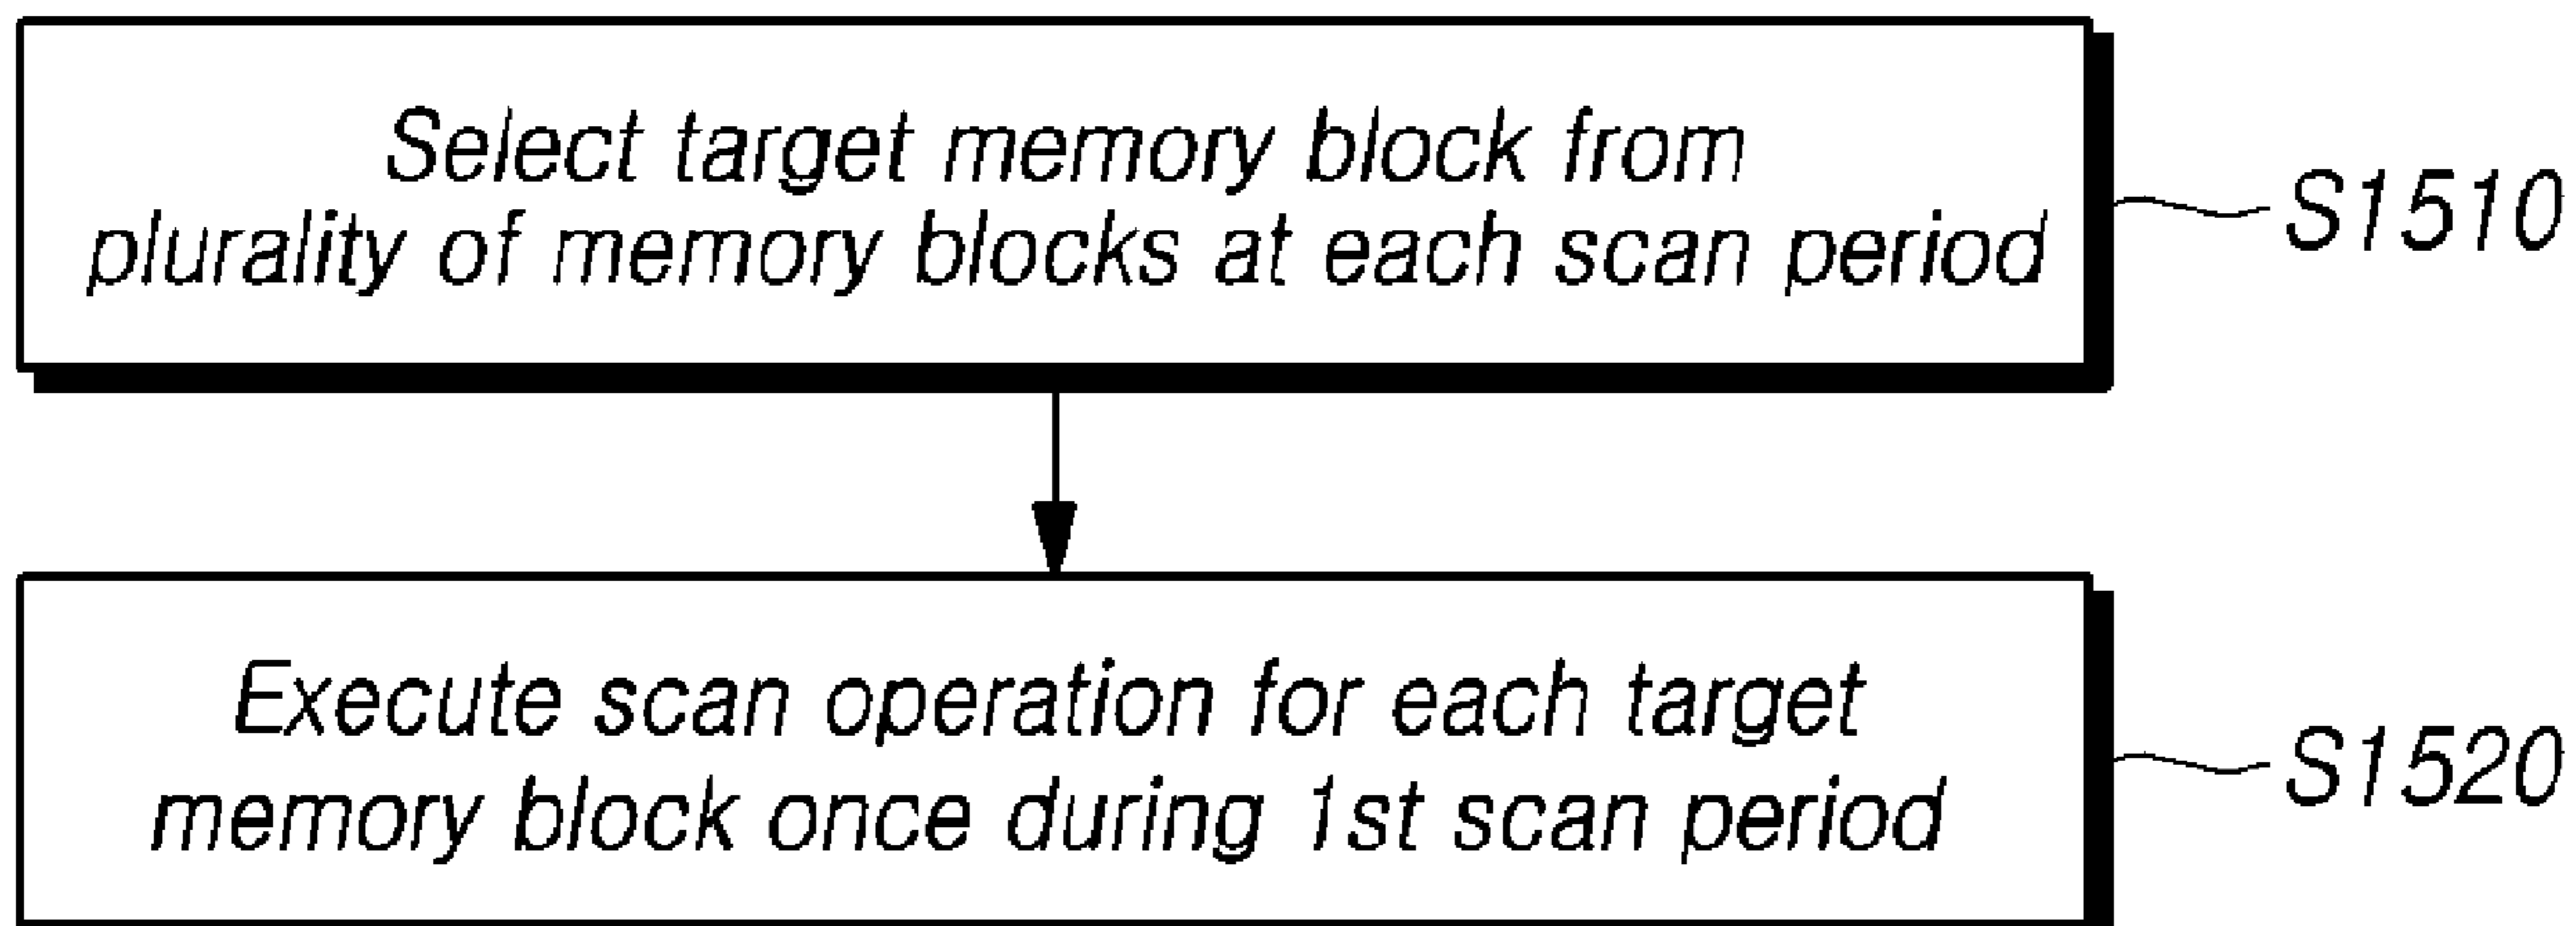 Select target memory block from
plurality of memory blocks at each scan period
S1510
Execute scan operation for each target
memory block once during 1st scan period
S1520